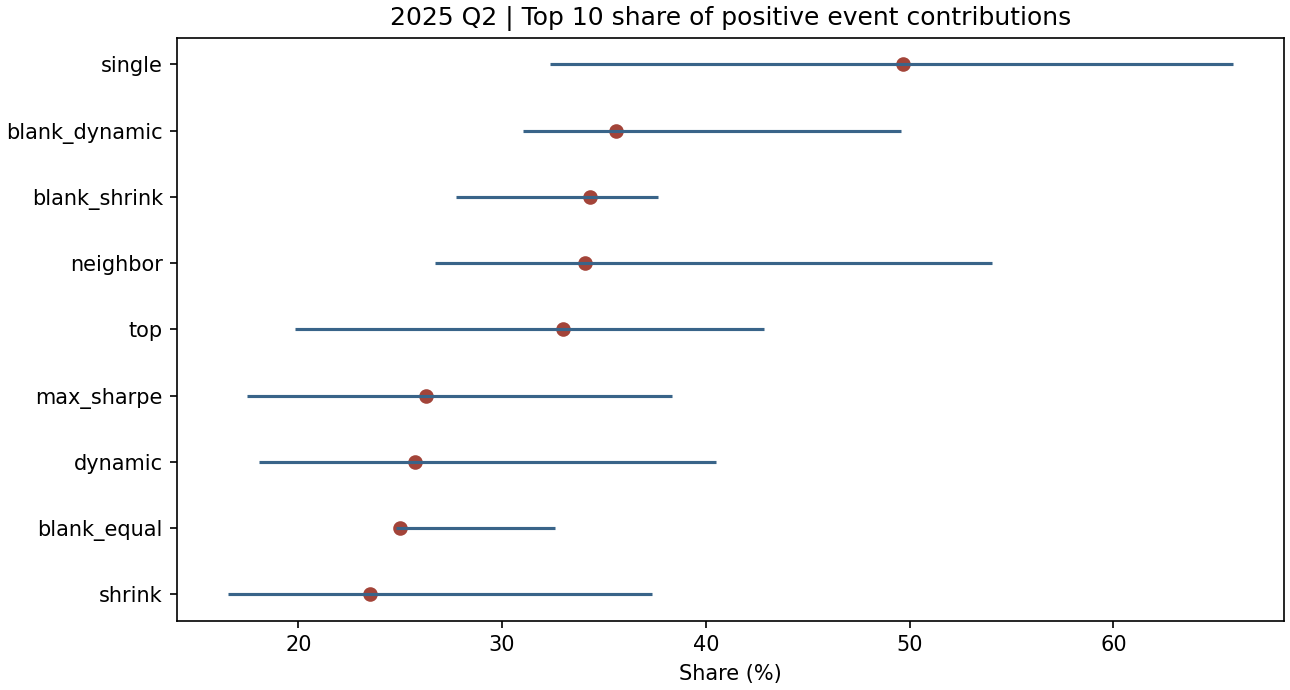 2025 Q2 | Top 10 share of positive event contributions
single
blank_dynamic
blank_shrink
neighbor
top
max_sharpe
dynamic
blank_equal
shrink
20 30 40 50 60
Share (%)